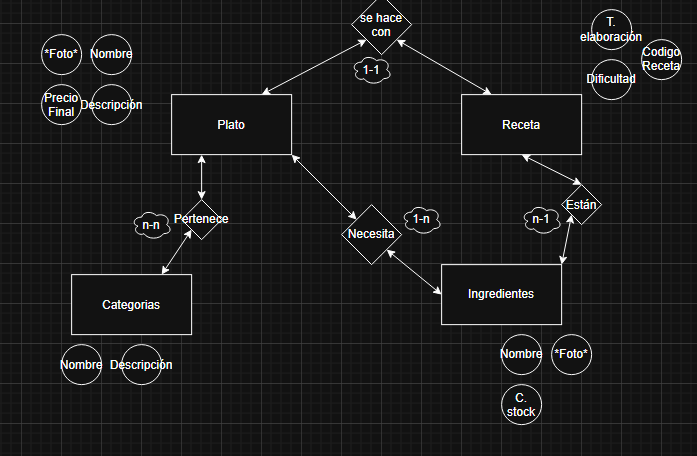 se hace
con
1-1
T.
elaboración
Codigo
Receta
Dificultad
*Foto*
Nombre
Precio
Final
Descripción
Plato
Receta
n-n
Pertenece
Necesita
1-n
n-1
Están
Categorias
Ingredientes
Nombre
Descripción
Nombre
*Foto*
C.
stock